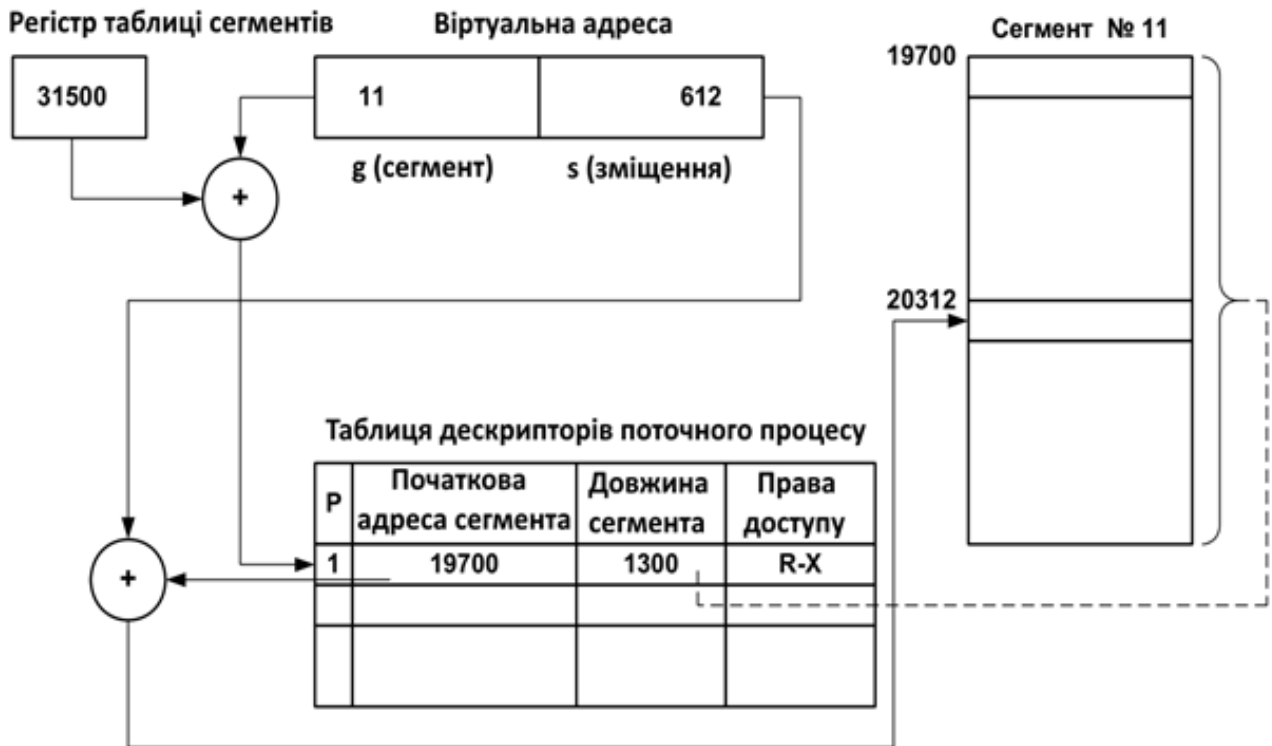 Регістр таблиці сегментів
Віртуальна адреса
Сегмент № 11
19700
31500
11
612
g (сегмент)
s (зміщення)
+
20312
Таблиця дескрипторів поточного процесу
P
Початкова
адреса сегмента
Довжина
сегмента
Права
доступу
1
19700
1300
R-X
+